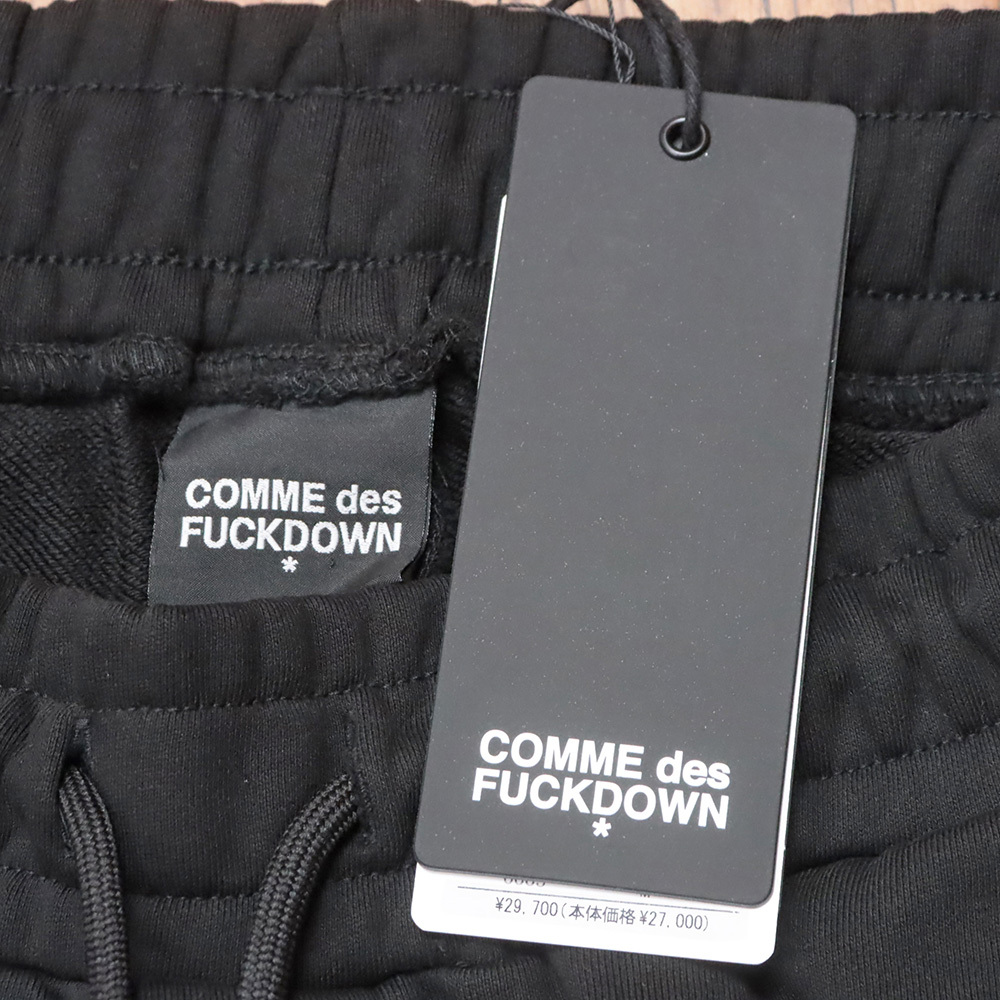 COMME des
FUCKDOWN
*
COMME des
FUCKDOWN
*
¥29,700(本体価格¥27,000)